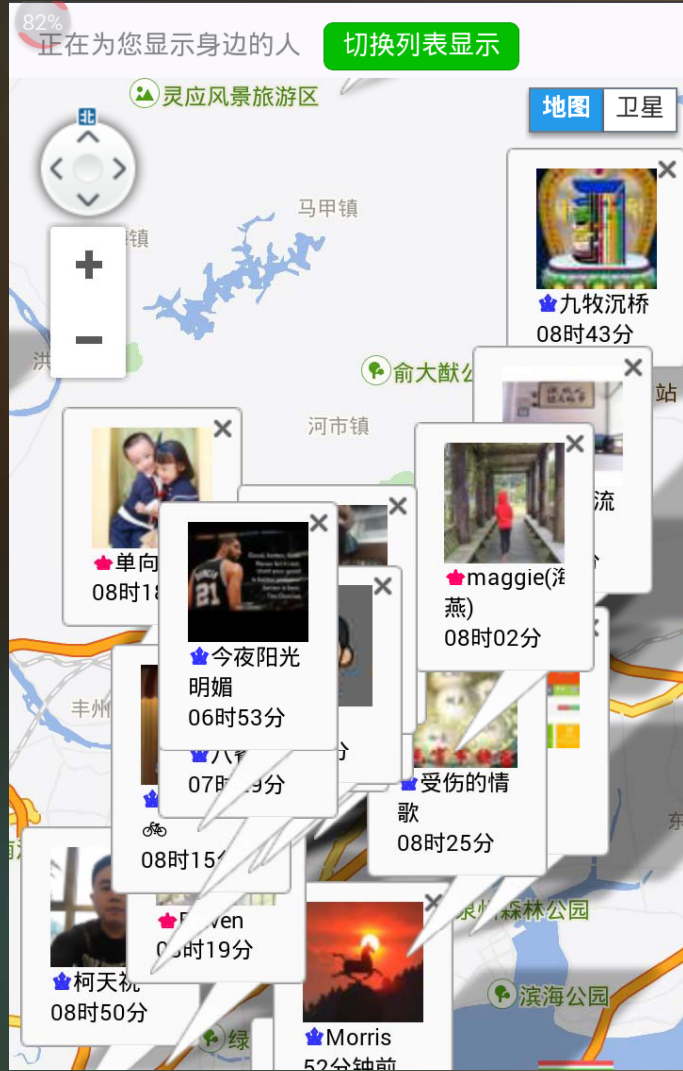 82%
正在为您显示身边的人
切换列表显示
灵应风景旅游区
北
地图
卫星
马甲镇
镇
九牧沉桥
08时43分
洪
俞大猷公
站
河市镇
流
单向
08时18
maggie(海
燕)
08时02分
21
今夜阳光
明媚
06时53分
丰州
07时29分
受伤的情
歌
08时25分
08时15分
东
泉州森林公园
08时19分
柯天祝
08时50分
滨海公园
绿
Morris
52分钟前